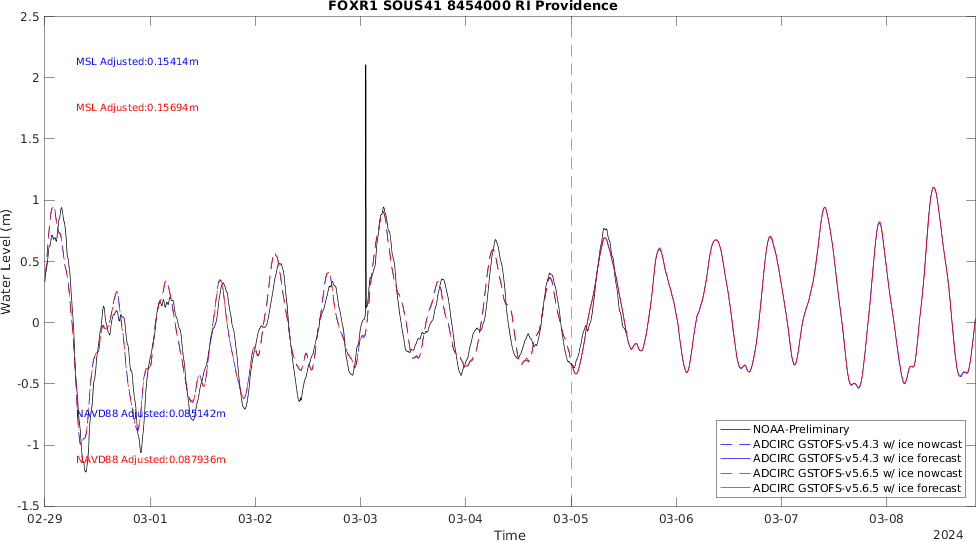 FOXR1 SOUS41 8454000 RI Providence
2.5
2
1.5
1
0.5
0
-0.5
-1
-1.5
Water Level (m)
MSL Adjusted:0.15414m
MSL Adjusted:0.15694m
NAVD88 Adjusted:0.085142m
NAVD88 Adjusted:0.087936m
NOAA-Preliminary
ADCIRC GSTOFS-v5.4.3 w/ ice nowcast
ADCIRC GSTOFS-v5.4.3 w/ ice forecast
ADCIRC GSTOFS-v5.6.5 w/ ice nowcast
ADCIRC GSTOFS-v5.6.5 w/ ice forecast
02-29 03-01 03-02 03-03 03-04 03-05 03-06 03-07 03-08
Time
2024